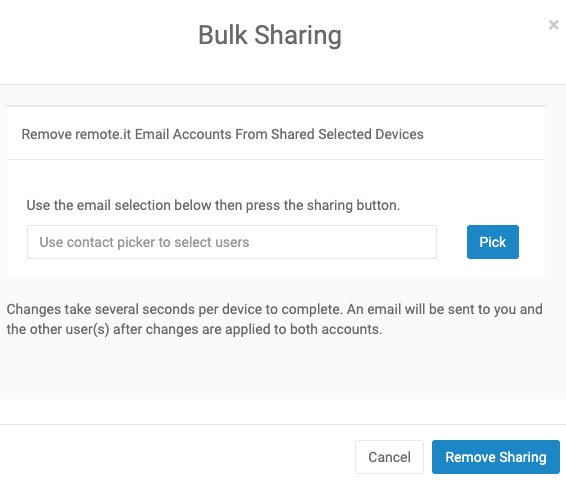 Bulk Sharing
×
Remove remote.it Email Accounts From Shared Selected Devices
Use the email selection below then press the sharing button.
Use contact picker to select users
Pick
Changes take several seconds per device to complete. An email will be sent to you and
the other user(s) after changes are applied to both accounts.
Cancel
Remove Sharing